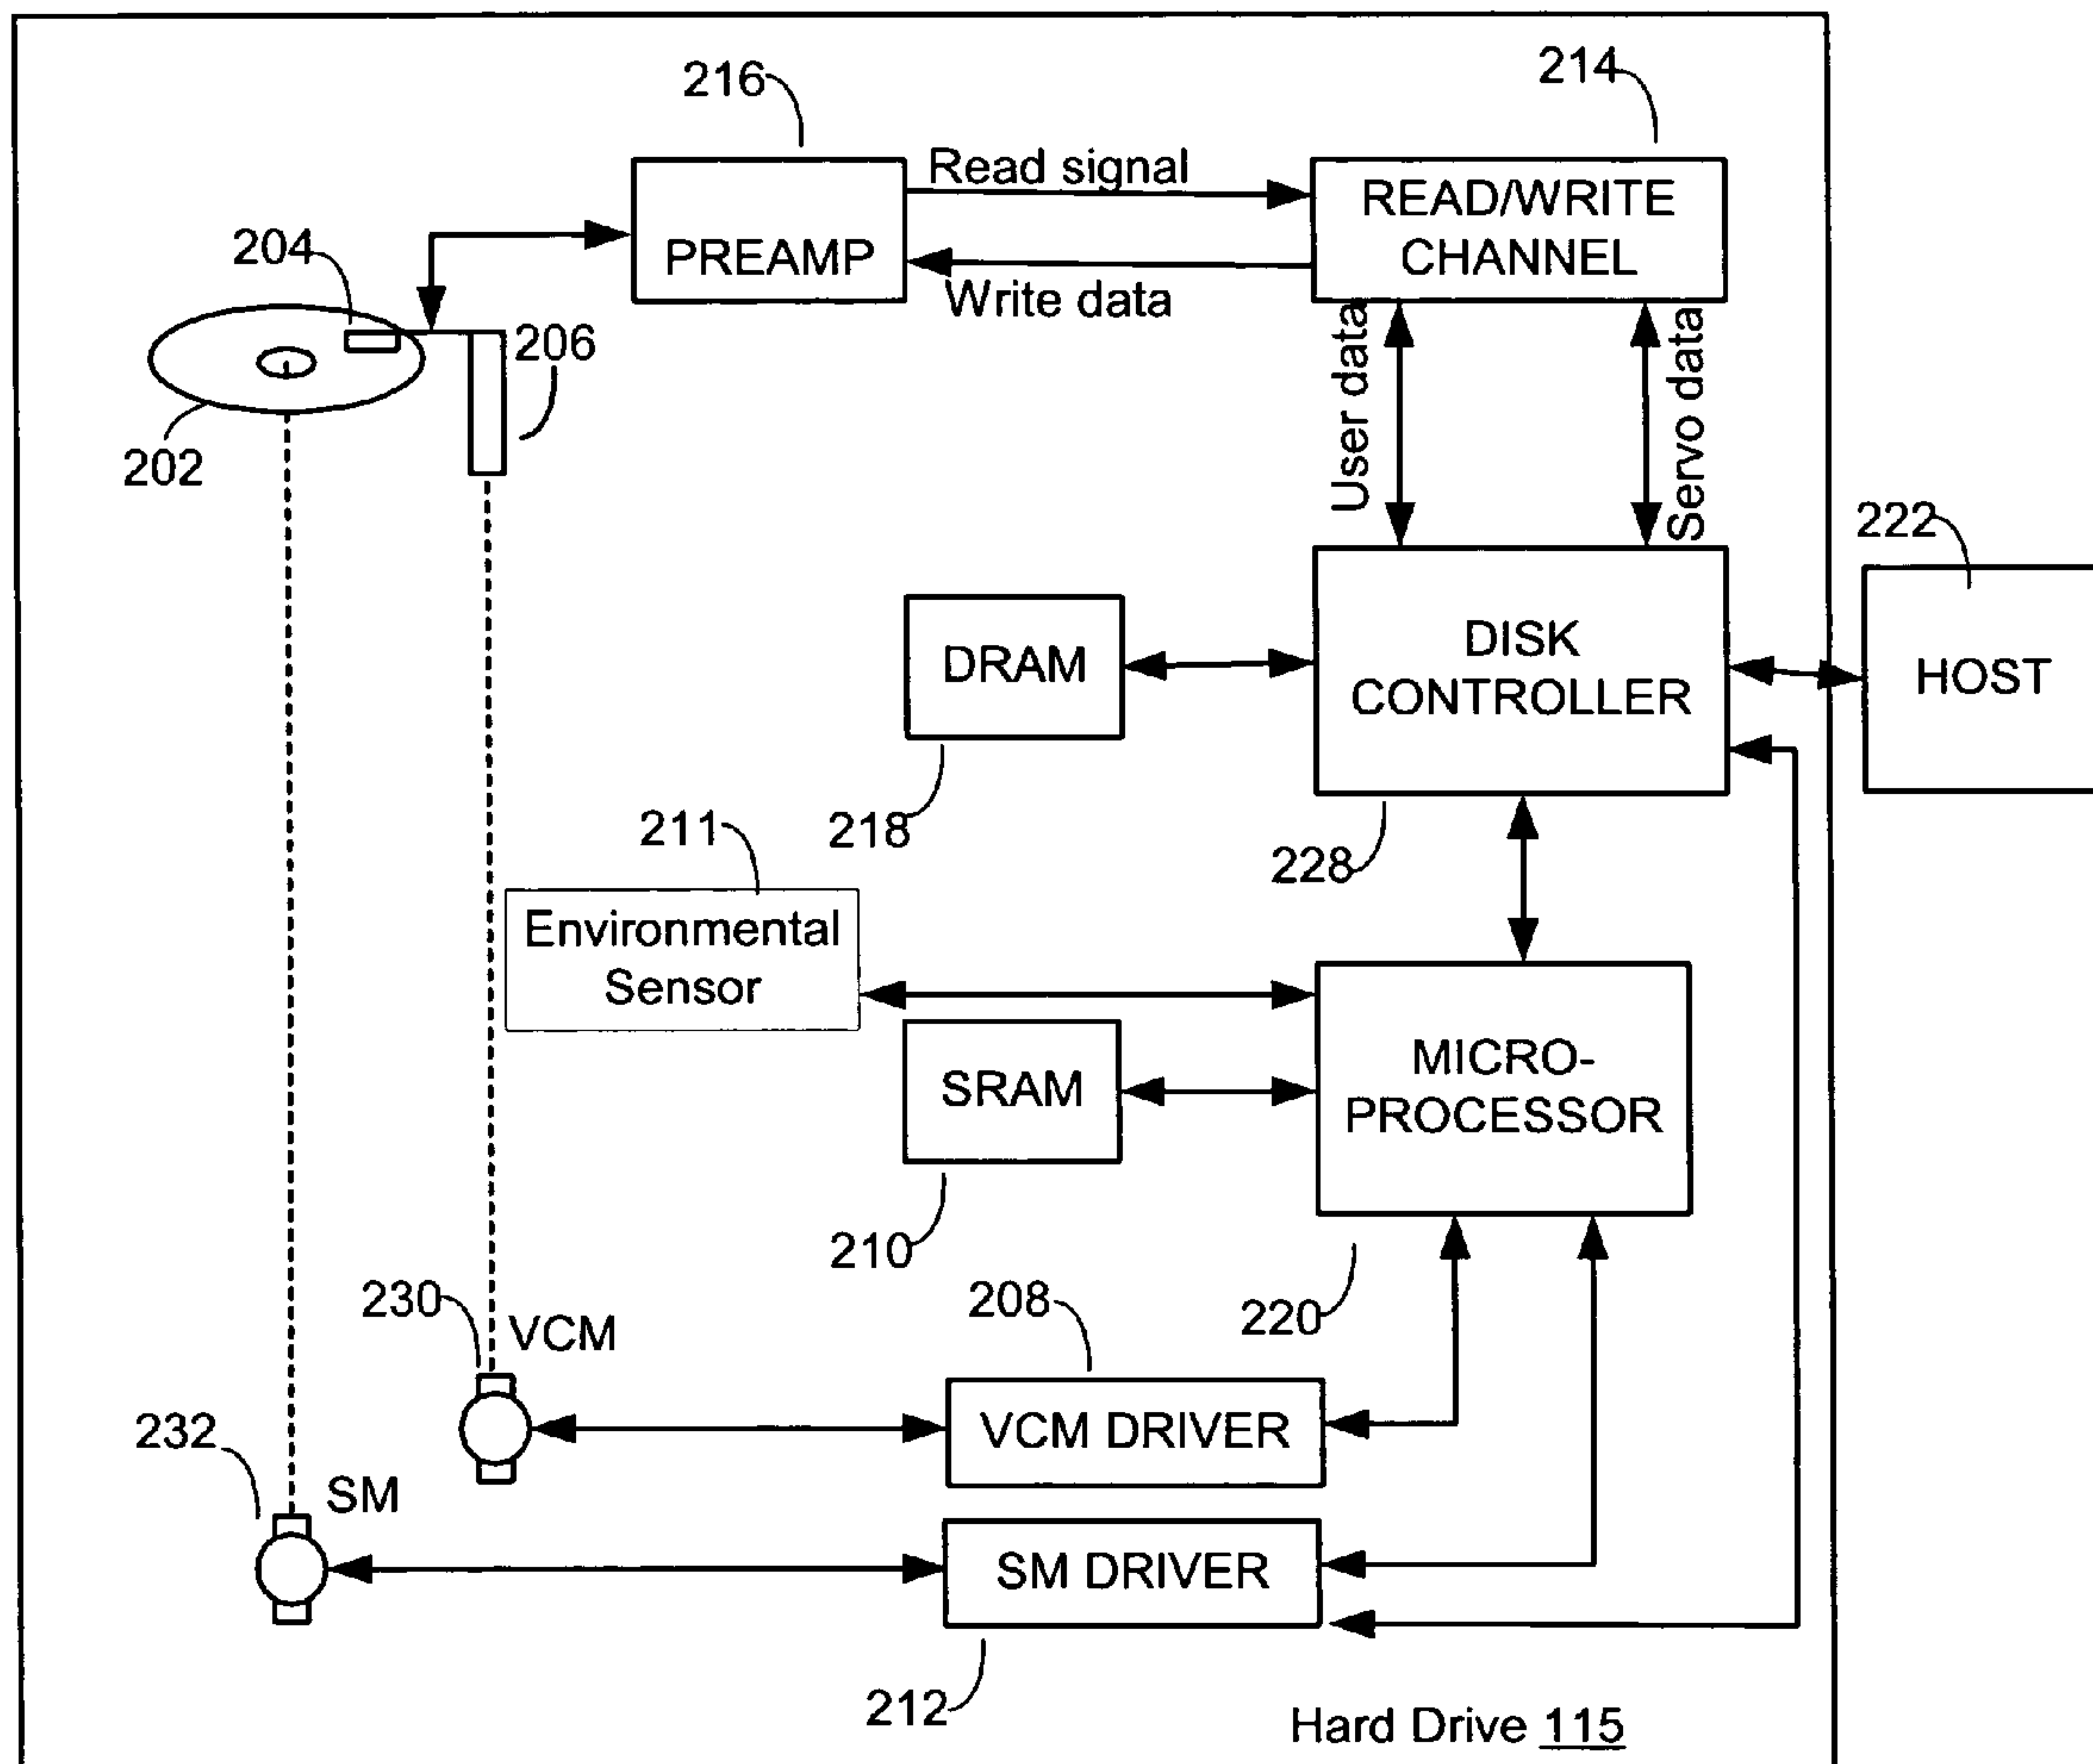 216
214
Read signal
READ/WRITE
CHANNEL
PREAMP
204
Write data
206
User data
Servo data
202
222
DISK
CONTROLLER
DRAM
HOST
218
211
228
Environmental
Sensor
MICRO-
PROCESSOR
SRAM
210
230
VCM
208
220
232
VCM DRIVER
SM
SM DRIVER
212
Hard Drive 115